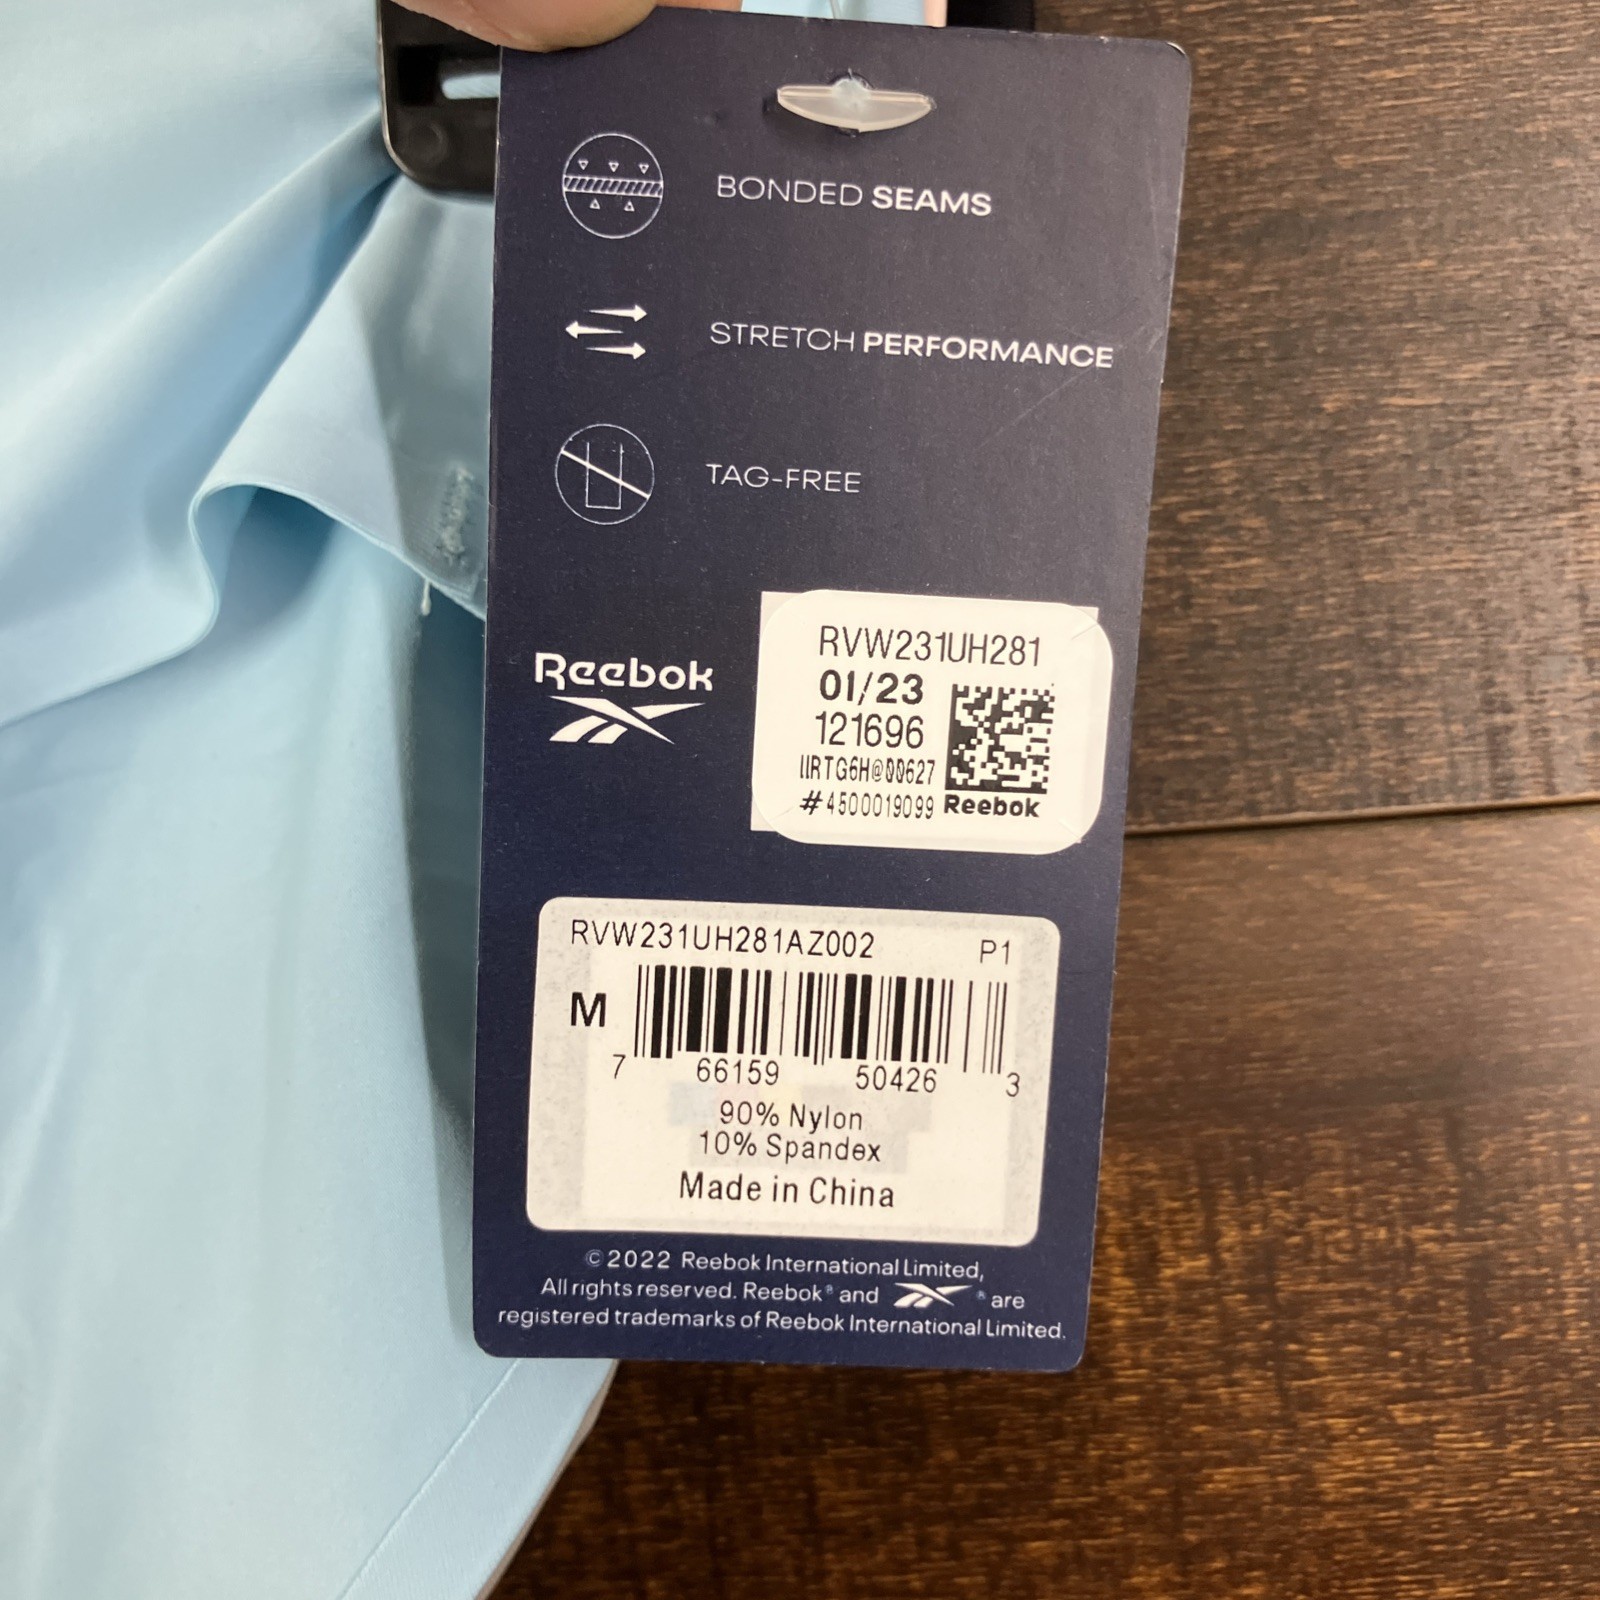 BONDED SEAMS
STRETCH PERFORMANCE
TAG-FREE
Reebok
RVW231UH281
01/23
121696
IIRTG6H@00627
#4500019099 Reebok
RVW231UH281AZ002 P1
M
7 66159 50426 3
90% Nylon
10% Spandex
Made in China
©2022 Reebok International Limited,
All rights reserved. Reebok® and ® are
registered trademarks of Reebok International Limited.